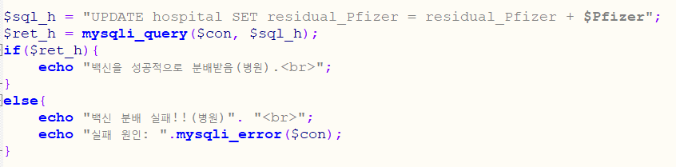 $sql_h = "UPDATE hospital SET residual_Pfizer = residual_Pfizer + $Pfizer";
$ret_h = mysqli_query($con, $sql_h);
if($ret_h){
    echo "백신을 성공적으로 분배받음(병원).<br>";
}
else{
    echo "백신 분배 실패!!(병원)". "<br>";
    echo "실패 원인: ".mysqli_error($con);
}